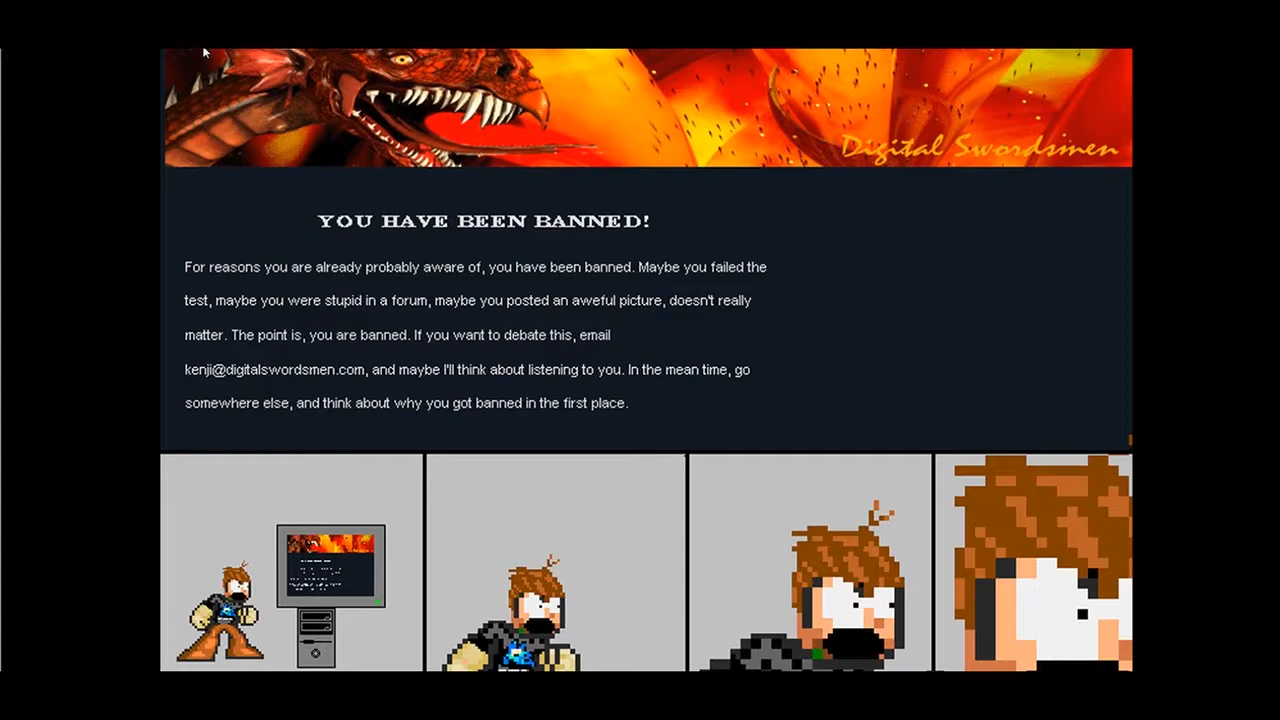 Digital Swordsmen
YOU HAVE BEEN BANNED!
For reasons you are already probably aware of, you have been banned. Maybe you failed the
test, maybe you were stupid in a forum, maybe you posted an aweful picture, doesn't really
matter. The point is, you are banned. If you want to debate this, email
kenji@digitalswordsmen.com, and maybe I'll think about listening to you. In the mean time, go
somewhere else, and think about why you got banned in the first place.